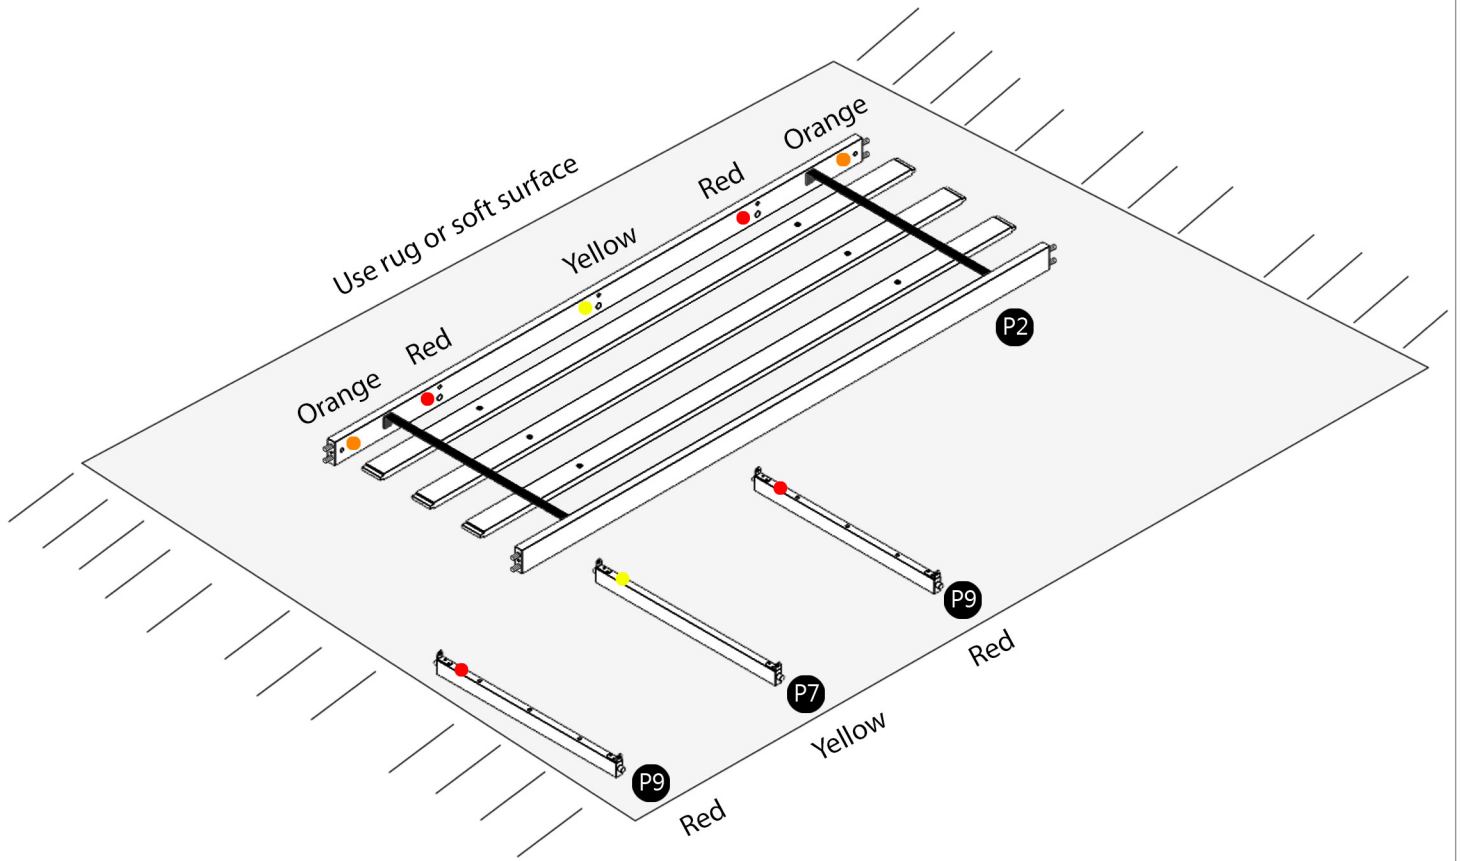 Orange
Red
Use rug or soft surface
Yellow
P2
Red
Orange
P9
Red
P7
Yellow
P9
Red